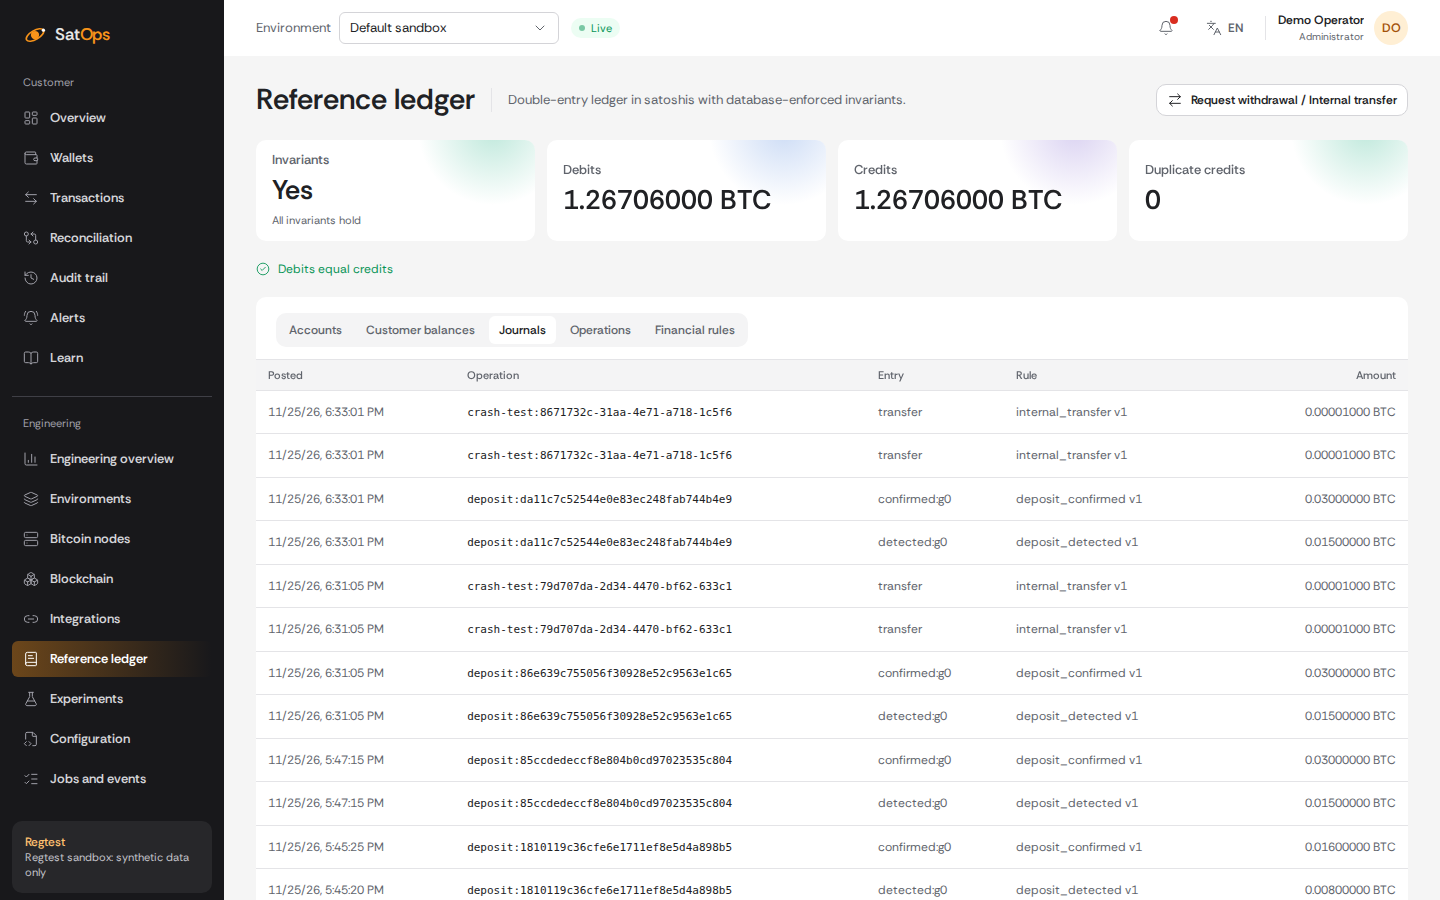 SatOps
Customer
Overview
Wallets
Transactions
Reconciliation
Audit trail
Alerts
Learn
Engineering
Engineering overview
Environments
Bitcoin nodes
Blockchain
Integrations
Reference ledger
Experiments
Configuration
Jobs and events
Regtest
Regtest sandbox: synthetic data
only
Environment Default sandbox Live EN Demo Operator
Administrator DO
Reference ledger Double-entry ledger in satoshis with database-enforced invariants. Request withdrawal / Internal transfer
Invariants
Yes
All invariants hold
Debits
1.26706000 BTC
Credits
1.26706000 BTC
Duplicate credits
0
Debits equal credits
Accounts Customer balances Journals Operations Financial rules
Posted Operation Entry Rule Amount
11/25/26, 6:33:01 PM crash-test:8671732c-31aa-4e71-a718-1c5f6 transfer internal_transfer v1 0.00001000 BTC
11/25/26, 6:33:01 PM crash-test:8671732c-31aa-4e71-a718-1c5f6 transfer internal_transfer v1 0.00001000 BTC
11/25/26, 6:33:01 PM deposit:da11c7c52544e0e83ec248fab744b4e9 confirmed:g0 deposit_confirmed v1 0.03000000 BTC
11/25/26, 6:33:01 PM deposit:da11c7c52544e0e83ec248fab744b4e9 detected:g0 deposit_detected v1 0.01500000 BTC
11/25/26, 6:31:05 PM crash-test:79d707da-2d34-4470-bf62-633c1 transfer internal_transfer v1 0.00001000 BTC
11/25/26, 6:31:05 PM crash-test:79d707da-2d34-4470-bf62-633c1 transfer internal_transfer v1 0.00001000 BTC
11/25/26, 6:31:05 PM deposit:86e639c755056f30928e52c9563e1c65 confirmed:g0 deposit_confirmed v1 0.03000000 BTC
11/25/26, 6:31:05 PM deposit:86e639c755056f30928e52c9563e1c65 detected:g0 deposit_detected v1 0.01500000 BTC
11/25/26, 5:47:15 PM deposit:85ccdedeccf8e804b0cd97023535c804 confirmed:g0 deposit_confirmed v1 0.03000000 BTC
11/25/26, 5:47:15 PM deposit:85ccdedeccf8e804b0cd97023535c804 detected:g0 deposit_detected v1 0.01500000 BTC
11/25/26, 5:45:25 PM deposit:1810119c36cfe6e1711ef8e5d4a898b5 confirmed:g0 deposit_confirmed v1 0.01600000 BTC
11/25/26, 5:45:20 PM deposit:1810119c36cfe6e1711ef8e5d4a898b5 detected:g0 deposit_detected v1 0.00800000 BTC